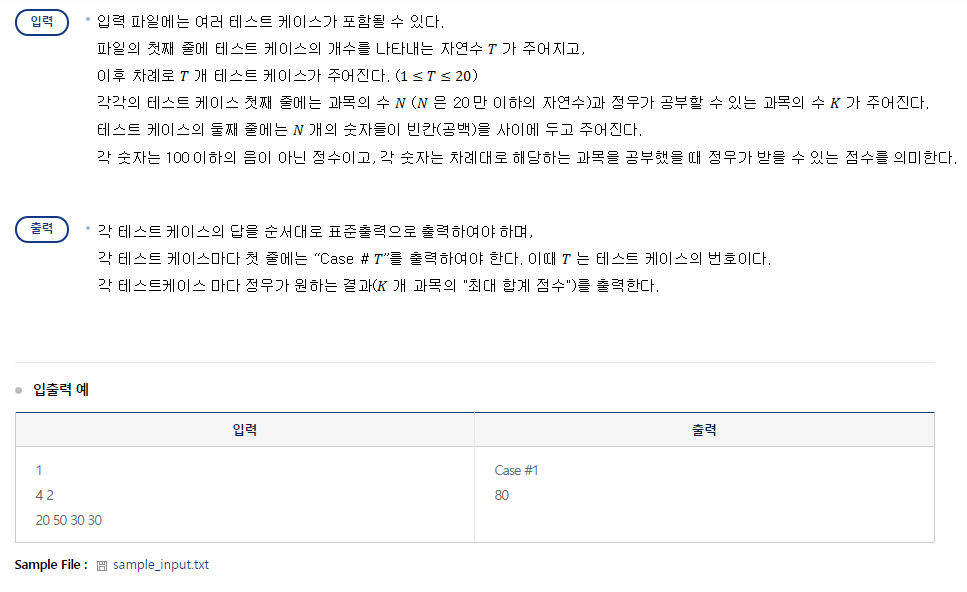 입력
입력 파일에는 여러 테스트 케이스가 포함될 수 있다.
파일의 첫째 줄에 테스트 케이스의 개수를 나타내는 자연수 T 가 주어지고,
이후 차례로 T 개 테스트 케이스가 주어진다. (1 ≤ T ≤ 20)
각각의 테스트 케이스 첫째 줄에는 과목의 수 N (N 은 20만 이하의 자연수)과 정우가 공부할 수 있는 과목의 수 K 가 주어진다.
테스트 케이스의 둘째 줄에는 N 개의 숫자들이 빈칸(공백)을 사이에 두고 주어진다.
각 숫자는 100이하의 음이 아닌 정수이고, 각 숫자는 차례대로 해당하는 과목을 공부했을 때 정우가 받을 수 있는 점수를 의미한다.
출력
각 테스트 케이스의 답을 순서대로 표준출력으로 출력하여야 하며,
각 테스트 케이스마다 첫 줄에는 “Case # T”를 출력하여야 한다. 이때 T 는 테스트 케이스의 번호이다.
각 테스트케이스 마다 정우가 원하는 결과(K 개 과목의 "최대 합계 점수")를 출력한다.
입출력 예
입력 출력
1
4 2
20 50 30 30
Case #1
80
Sample File : sample_input.txt